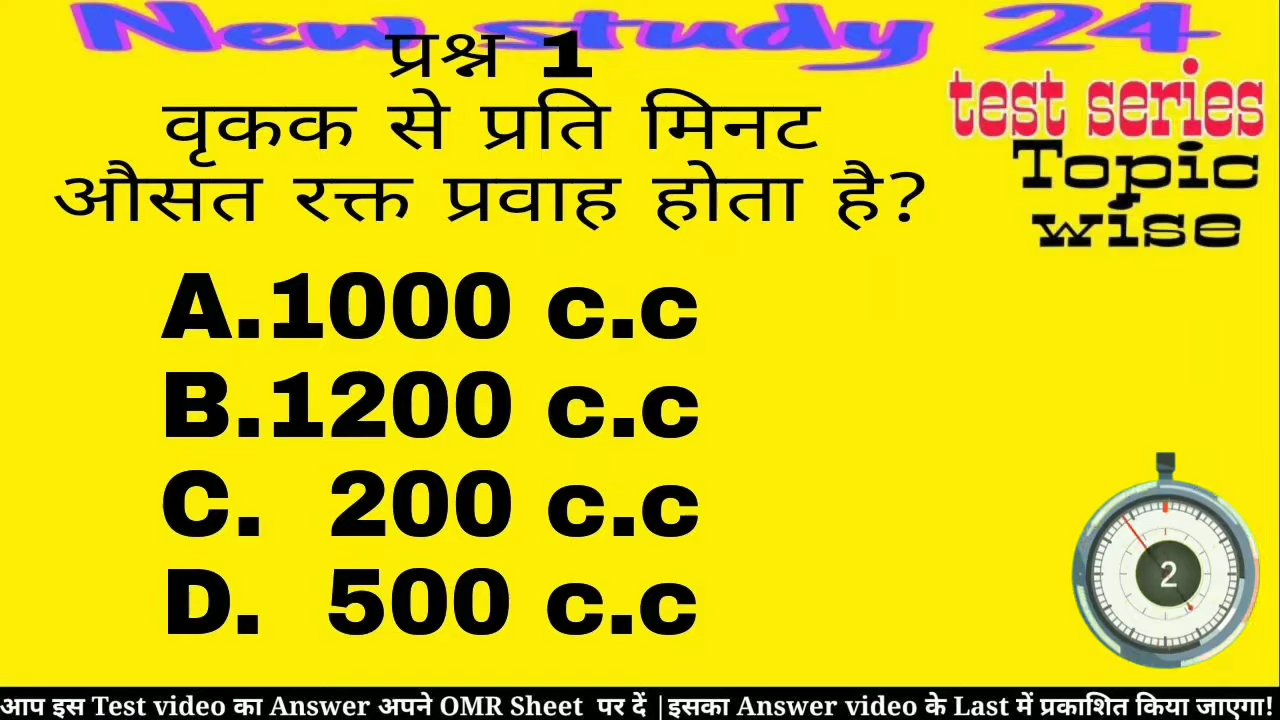 New study 24
प्रश्न 1
वृकक से प्रति मिनट
औसत रक्त प्रवाह होता है?
test series
Topic
wise
A.1000 c.c
B.1200 c.c
C. 200 c.c
D. 500 c.c
2
आप इस Test video का Answer अपने OMR Sheet पर दें |इसका Answer video के Last में प्रकाशित किया जाएगा!